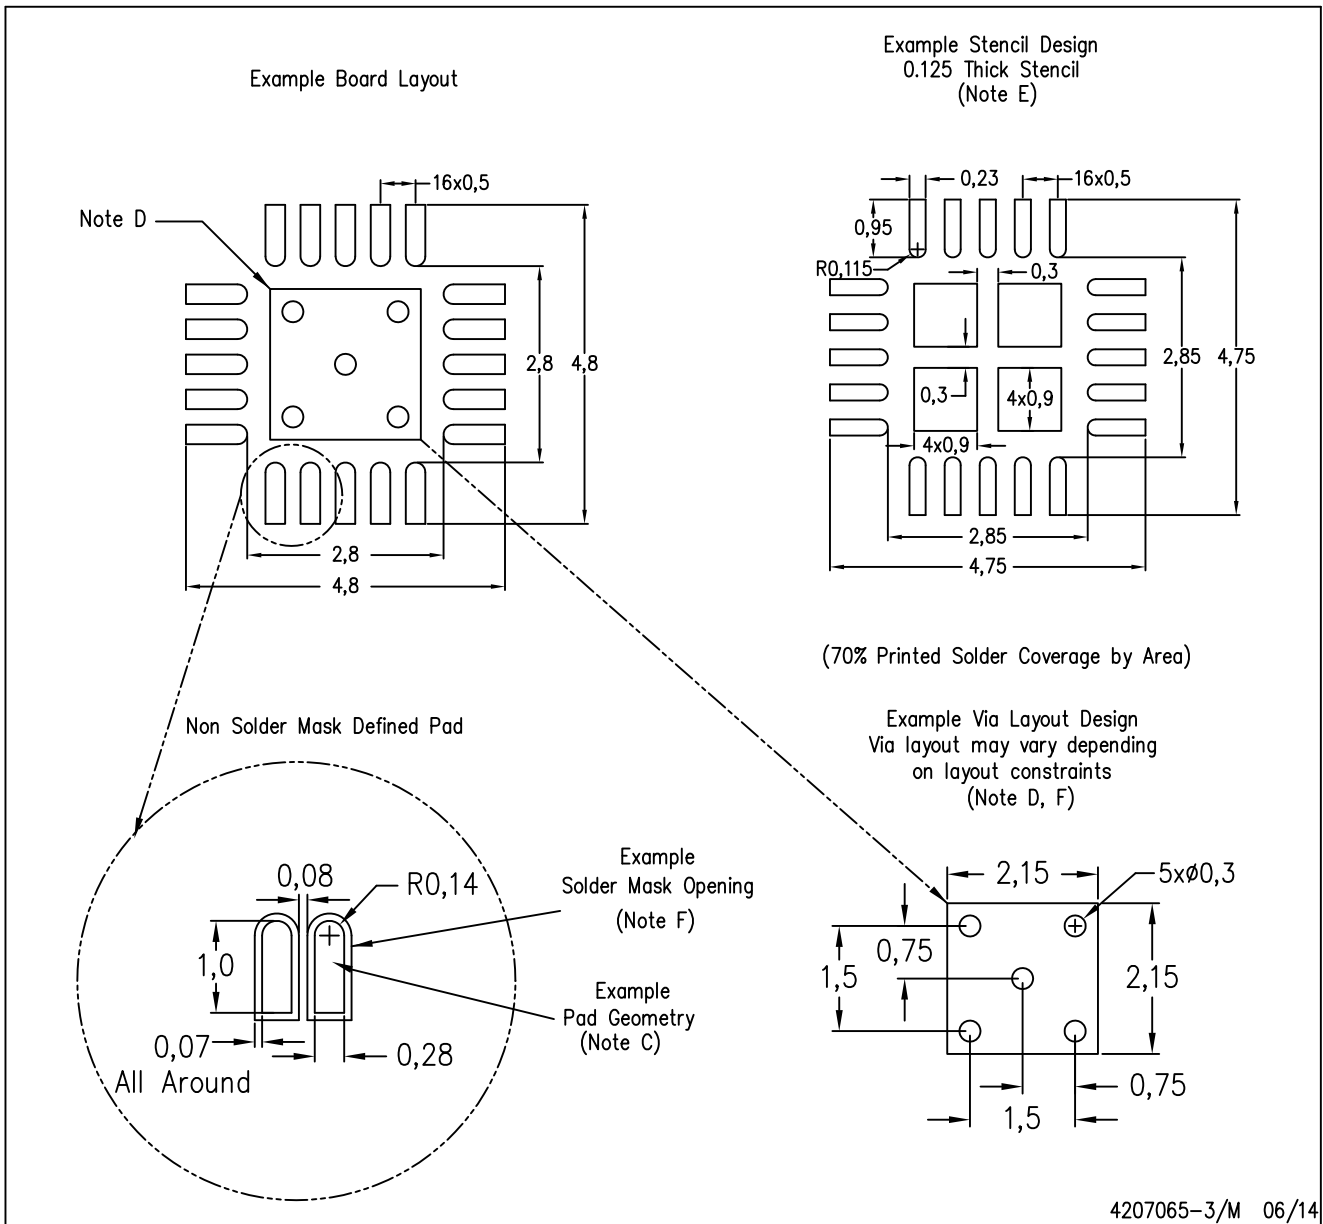 Example Board Layout
16x0,5
Note D
2,8
4,8
2,8
4,8
Example Stencil Design
0.125 Thick Stencil
(Note E)
0,23
16x0,5
0,95
R0,115
0,3
2,85
4,75
0,3
4x0,9
4x0,9
2,85
4,75
(70% Printed Solder Coverage by Area)
Non Solder Mask Defined Pad
0,08
R0,14
1,0
0,07
All Around
0,28
Example
Solder Mask Opening
(Note F)
Example
Pad Geometry
(Note C)
Example Via Layout Design
Via layout may vary depending
on layout constraints
(Note D, F)
2,15
5xø0,3
0,75
1,5
2,15
0,75
1,5
4207065-3/M 06/14